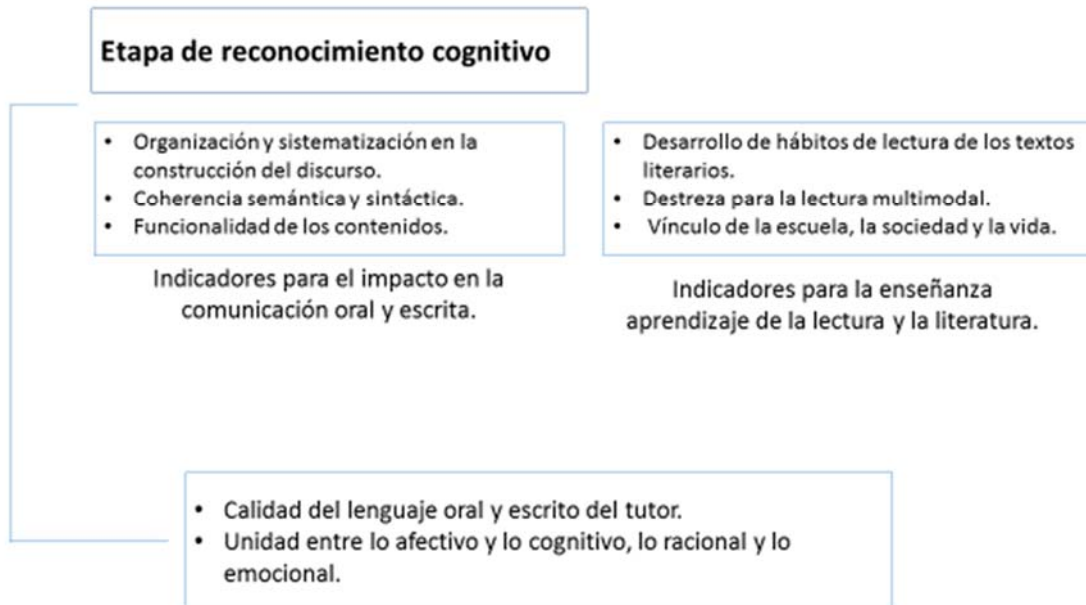 Etapa de reconocimiento cognitivo
• Organización y sistematización en la
construcción del discurso.
• Coherencia semántica y sintáctica.
• Funcionalidad de los contenidos.
Indicadores para el impacto en la
comunicación oral y escrita.
• Desarrollo de hábitos de lectura de los textos
literarios.
• Destreza para la lectura multimodal.
• Vínculo de la escuela, la sociedad y la vida.
Indicadores para la enseñanza
aprendizaje de la lectura y la literatura.
• Calidad del lenguaje oral y escrito del tutor.
• Unidad entre lo afectivo y lo cognitivo, lo racional y lo
emocional.